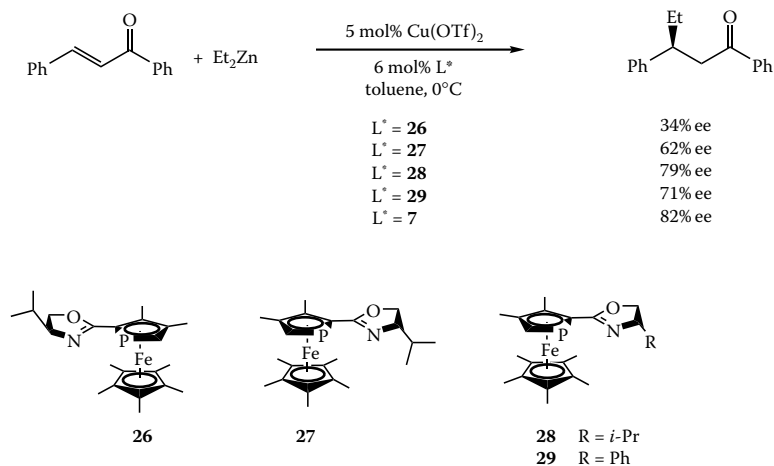 O Et O
Ph Ph + Et₂Zn 5 mol% Cu(OTf)₂ Ph Ph
6 mol% L*
toluene, 0°C
L* = 26 34% ee
L* = 27 62% ee
L* = 28 79% ee
L* = 29 71% ee
L* = 7 82% ee
O O O
N P P N P N R
Fe Fe Fe
26 27 28 R = i-Pr
29 R = Ph